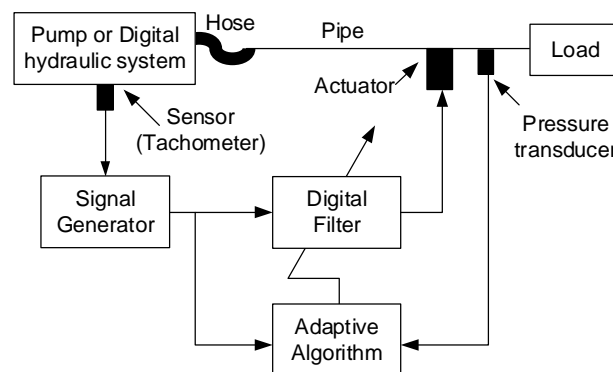 Pump or Digital
hydraulic system
Hose
Pipe
Load
Actuator
Sensor
(Tachometer)
Pressure
transducer
Signal
Generator
Digital
Filter
Adaptive
Algorithm